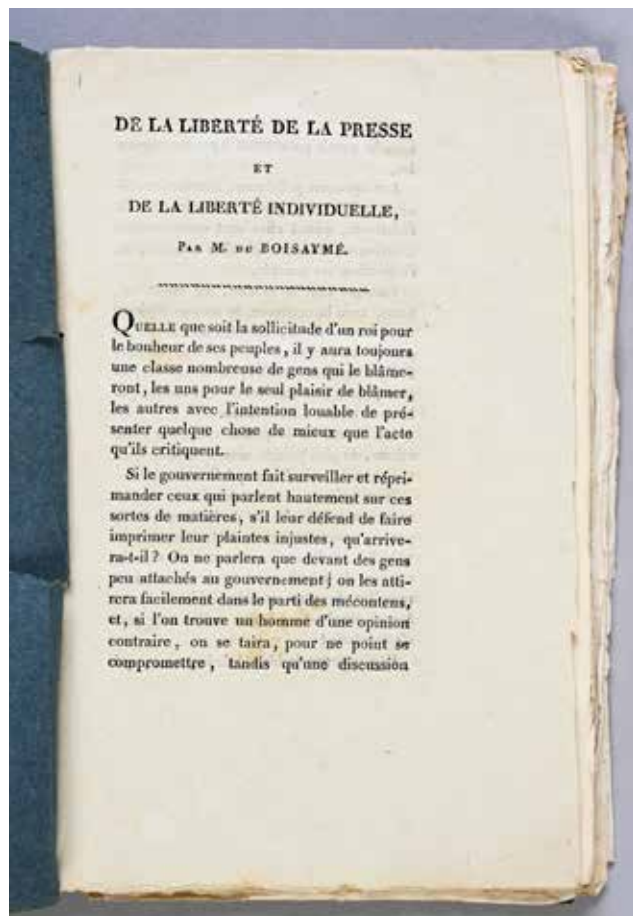 DE LA LIBERTÉ DE LA PRESSE
ET
DE LA LIBERTÉ INDIVIDUELLE,
PAR M. DU BOISAYMÉ.
QUELLE que soit la sollicitude d'un roi pour
le bonheur de ses peuples, il y aura toujours
une classe nombreuse de gens qui le blâme-
ront, les uns pour le seul plaisir de blâmer,
les autres avec l'intention louable de pré-
senter quelque chose de mieux que l'acte
qu'ils critiquent.
Si le gouvernement fait surveiller et répri-
mander ceux qui parlent hautement sur ces
sortes de matières, s'il leur défend de faire
imprimer leur plaintes injustes, qu'arrive-
ra-t-il? On ne parlera que devant des gens
peu attachés au gouvernement; on les atti-
rera facilement dans le parti des mécontens,
et, si l'on trouve un homme d'une opinion
contraire, on se taira, pour ne point se
compromettre, tandis qu'une discussion